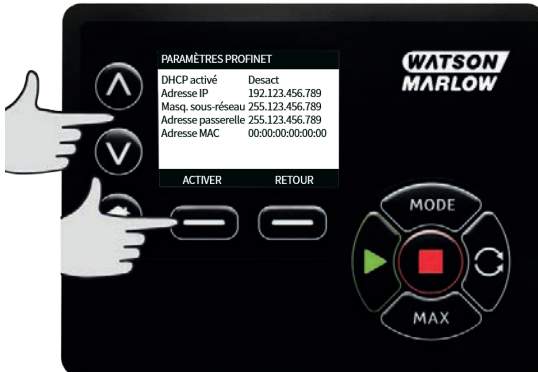 PARAMÈTRES PROFINET
DHCP activé Desact
Adresse IP 192.123.456.789
Masq. sous-réseau 255.123.456.789
Adresse passerelle 255.123.456.789
Adresse MAC 00:00:00:00:00:00
ACTIVER RETOUR
WATSON
MARLOW
MODE
MAX